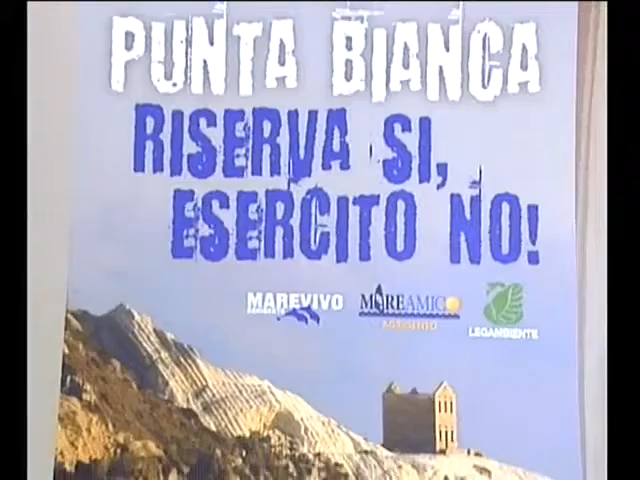 PUNTA BIANCA
RISERVA SI,
ESERCITO NO!
MAREVIVO
MAREAMICO
AGRIGENTO
LEGAMBIENTE